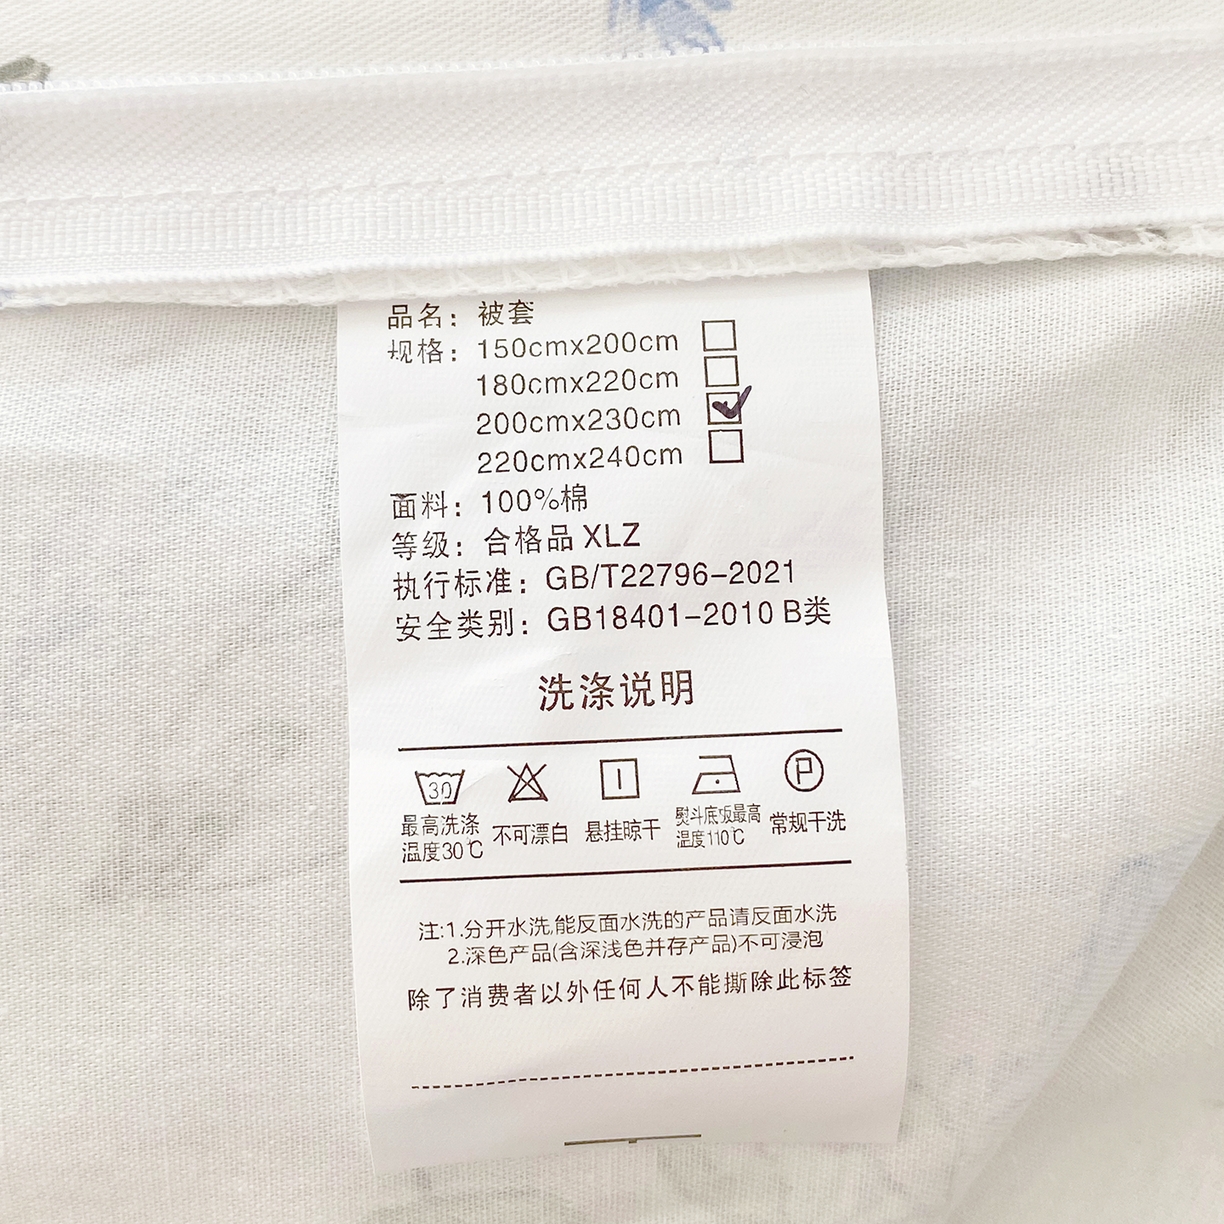 品名：被套
规格：150cmx200cm
180cmx220cm
200cmx230cm
220cmx240cm
面料：100%棉
等级：合格品 XLZ
执行标准：GB/T22796-2021
安全类别：GB18401-2010 B类
洗涤说明
30
P
最高洗涤
温度30℃
不可漂白
悬挂晾干
熨斗底板最高
温度110℃
常规干洗
注:1.分开水洗,能反面水洗的产品请反面水洗
2.深色产品(含深浅色并存产品)不可浸泡
除了消费者以外任何人不能撕除此标签